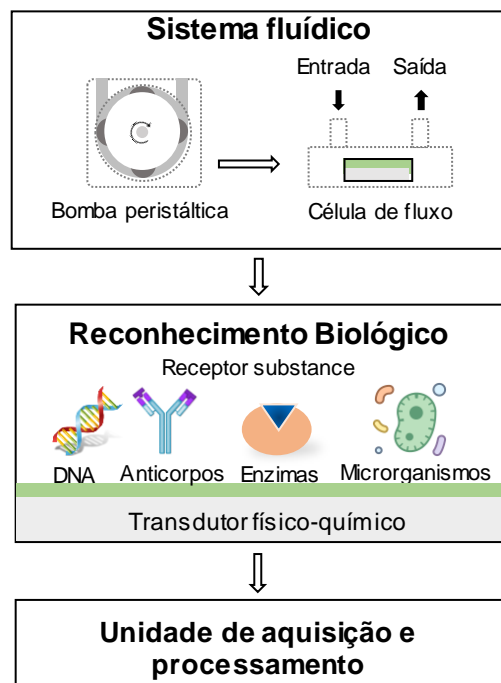 Sistema fluídico
Entrada Saída
Bomba peristáltica Célula de fluxo
Reconhecimento Biológico
Receptor substance
DNA Anticorpos Enzimas Microrganismos
Transdutor físico-químico
Unidade de aquisição e
processamento